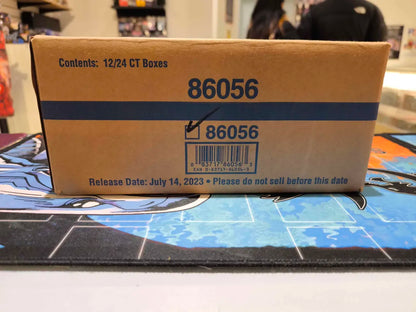 Contents: 12/24 CT Boxes
86056
86056
Release Date: July 14, 2023 • Please do not sell before this date